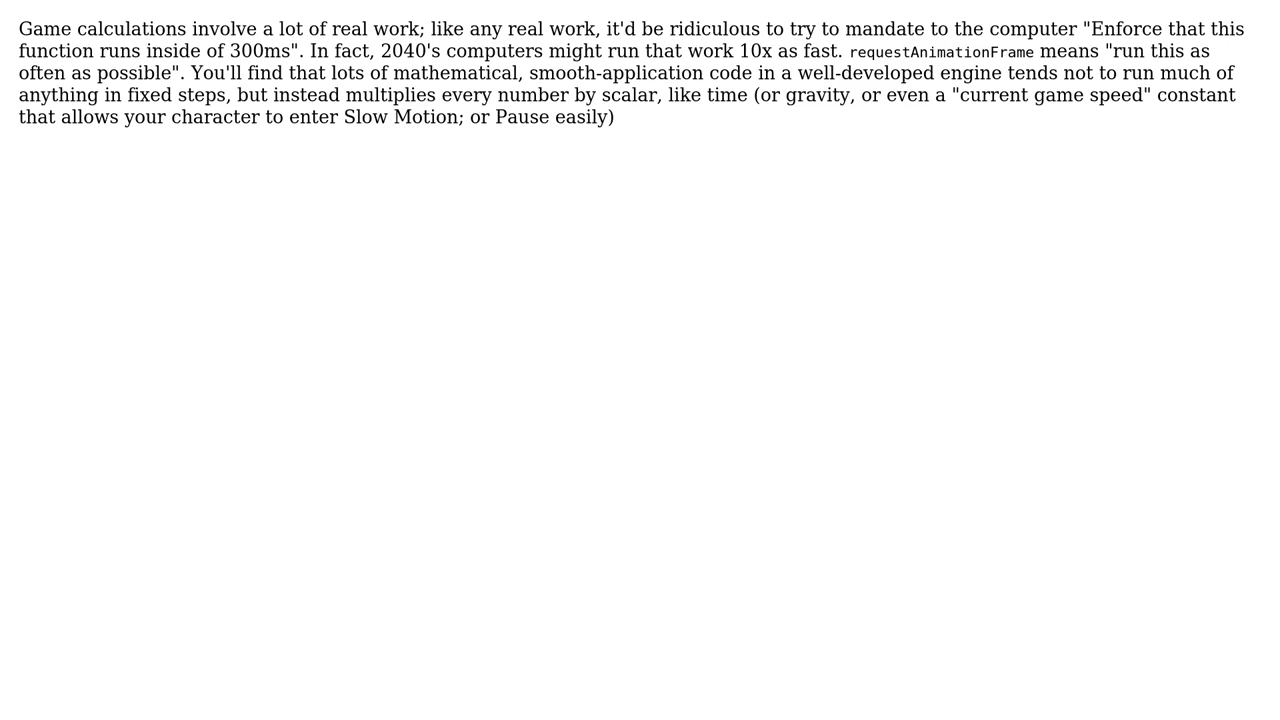 Game calculations involve a lot of real work; like any real work, it'd be ridiculous to try to mandate to the computer "Enforce that this
function runs inside of 300ms". In fact, 2040's computers might run that work 10x as fast. requestAnimationFrame means "run this as
often as possible". You'll find that lots of mathematical, smooth-application code in a well-developed engine tends not to run much of
anything in fixed steps, but instead multiplies every number by scalar, like time (or gravity, or even a "current game speed" constant
that allows your character to enter Slow Motion; or Pause easily)